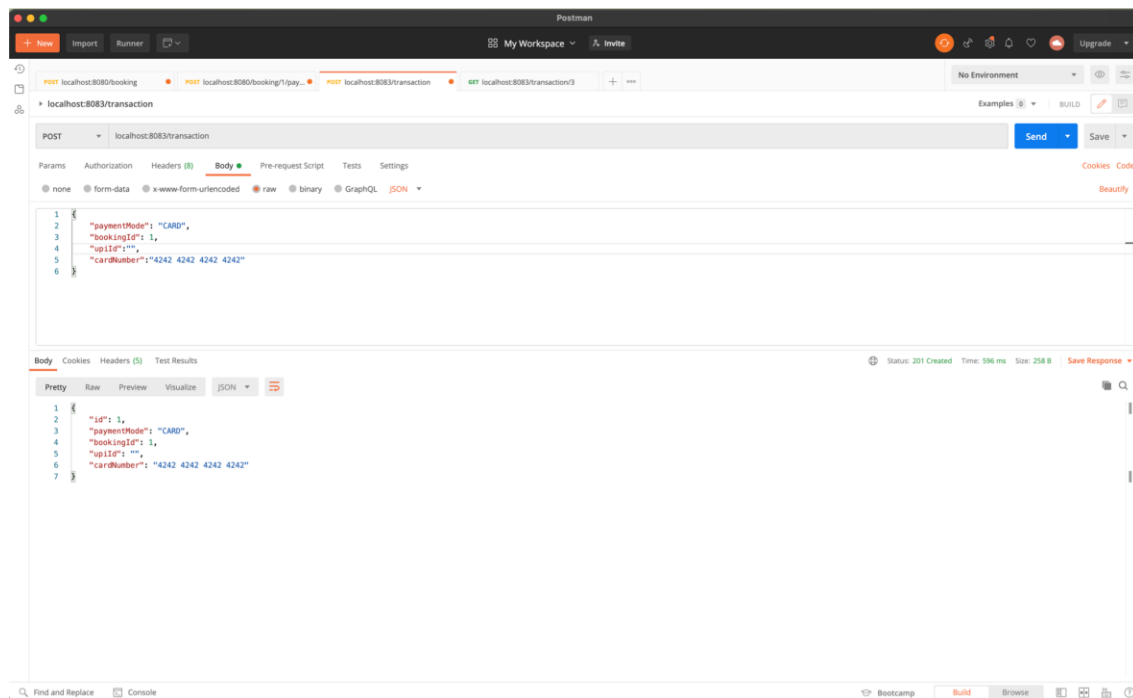 Postman
+ New Import Runner My Workspace Invite Upgrade
POST localhost:8080/booking POST localhost:8080/booking/1/pay... POST localhost:8083/transaction GET localhost:8083/transaction/3 + ••• No Environment
localhost:8083/transaction Examples 0 BUILD
POST localhost:8083/transaction Send Save
Params Authorization Headers (8) Body Pre-request Script Tests Settings Cookies Code
none form-data x-www-form-urlencoded raw binary GraphQL JSON Beautify
1 {
2 "paymentMode": "CARD",
3 "bookingId": 1,
4 "upiId":"",
5 "cardNumber":"4242 4242 4242 4242"
6 }
Body Cookies Headers (5) Test Results Status: 201 Created Time: 596 ms Size: 258 B Save Response
Pretty Raw Preview Visualize JSON
1 {
2 "id": 1,
3 "paymentMode": "CARD",
4 "bookingId": 1,
5 "upiId": "",
6 "cardNumber": "4242 4242 4242 4242"
7 }
Find and Replace Console Bootcamp Build Browse